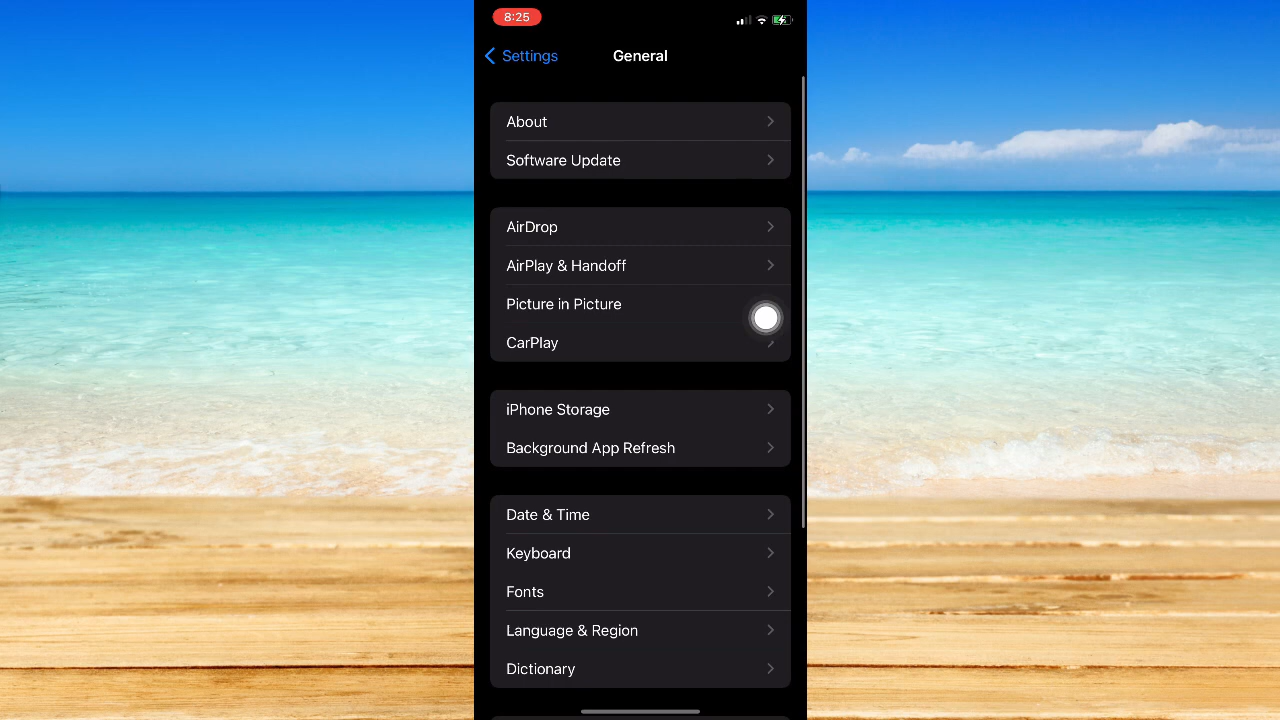 8:25
Settings
General
About
Software Update
AirDrop
AirPlay & Handoff
Picture in Picture
CarPlay
iPhone Storage
Background App Refresh
Date & Time
Keyboard
Fonts
Language & Region
Dictionary